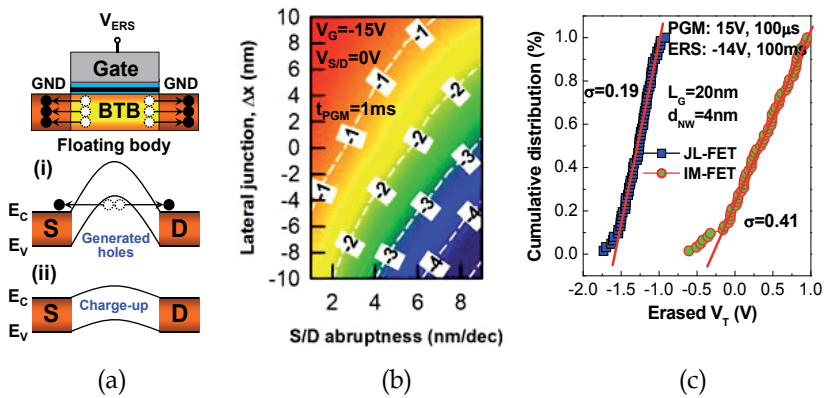 V_ERS
Gate
GND
GND
BTB
Floating body
(i)
E_C
E_V
S
D
Generated holes
(ii)
E_C
E_V
S
D
Charge-up
(a)
Lateral junction, Δx (nm)
10
8
6
4
2
0
-2
-4
-6
-8
-10
V_G=-15V
V_S/D=0V
t_PGM=1ms
-1
-1
-1
-1
-2
-2
-2
-2
-3
-3
-3
-3
-4
-4
2 4 6 8
S/D abruptness (nm/dec)
(b)
Cumulative distribution (%)
1.0
0.8
0.6
0.4
0.2
0.0
PGM: 15V, 100μs
ERS: -14V, 100ms
σ=0.19
L_G=20nm
d_NW=4nm
JL-FET
IM-FET
σ=0.41
-2.0 -1.5 -1.0 -0.5 0.0 0.5 1.0
Erased V_T (V)
(c)